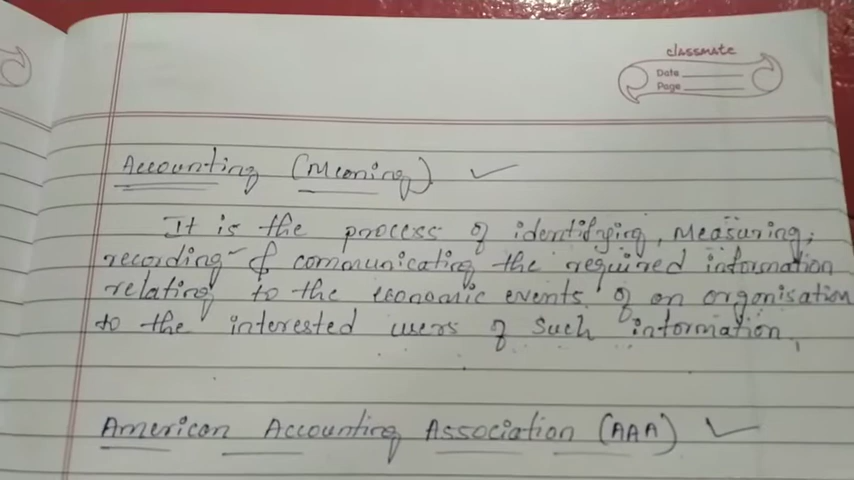 classmate
Date
Page
Accounting (Meaning)
It is the process of identifying, measuring,
recording & communicating the required information
relating to the economic events of an organisation
to the interested users of such information.
American Accounting Association (AAA)